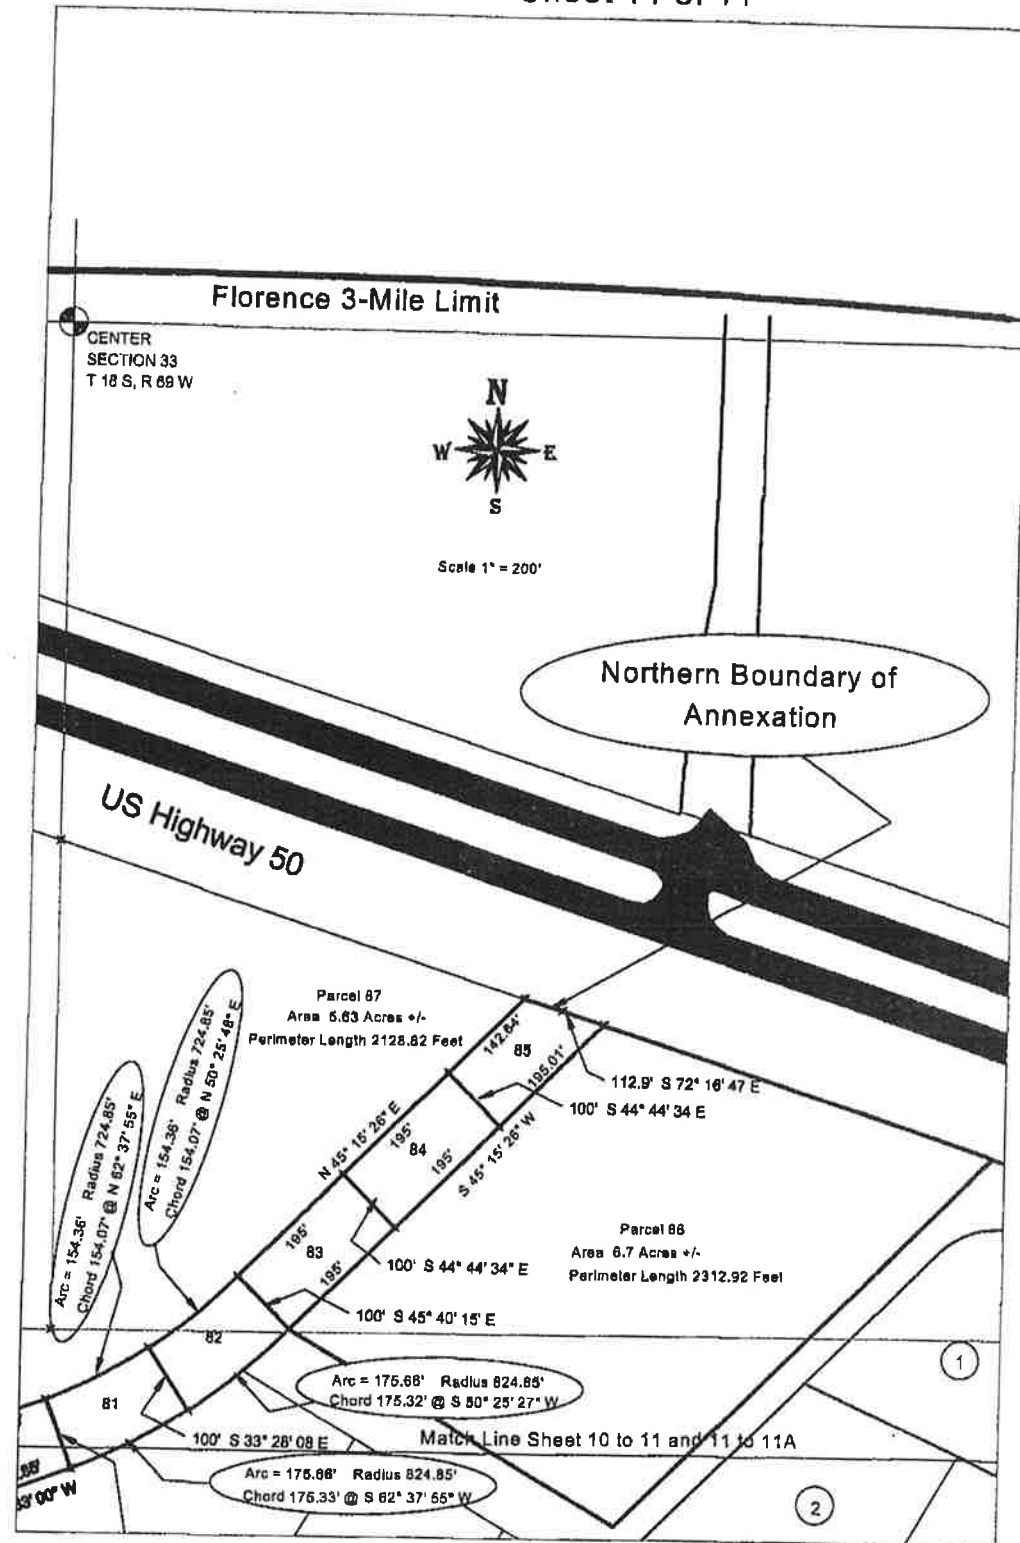 Florence 3-Mile Limit
CENTER
SECTION 33
T 18 S, R 69 W
N
W E
S
Scale 1" = 200'
Northern Boundary of
Annexation
US Highway 50
Parcel 87
Area 5.63 Acres +/-
Perimeter Length 2128.82 Feet
142.64'
85
195.01'
112.9' S 72° 16' 47 E
100' S 44° 44' 34 E
Arc = 154.36' Radius 724.85'
Chord 154.07' @ N 50° 25' 48" E
Arc = 154.36' Radius 724.85'
Chord 154.07' @ N 62° 37' 55" E
N 45° 15' 26" E
195'
84
195'
S 45° 15' 26" W
195'
83
195'
100' S 44° 44' 34" E
Parcel 86
Area 6.7 Acres +/-
Perimeter Length 2312.92 Feet
100' S 45° 40' 15" E
82
1
Arc = 175.66' Radius 824.85'
Chord 175.32' @ S 50° 25' 27" W
81
100' S 33° 28' 08 E
Match Line Sheet 10 to 11 and 11 to 11A
Arc = 175.66' Radius 824.85'
Chord 175.33' @ S 62° 37' 55" W
33' 00" W
2